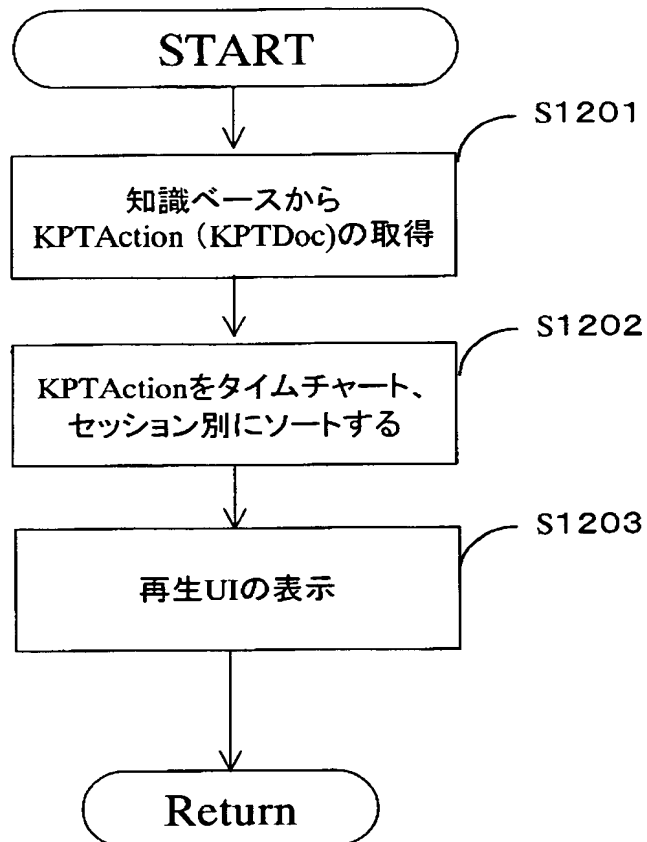 START
S1201
知識ベースから
KPTAction（KPTDoc)の取得
S1202
KPTActionをタイムチャート、
セッション別にソートする
S1203
再生UIの表示
Return